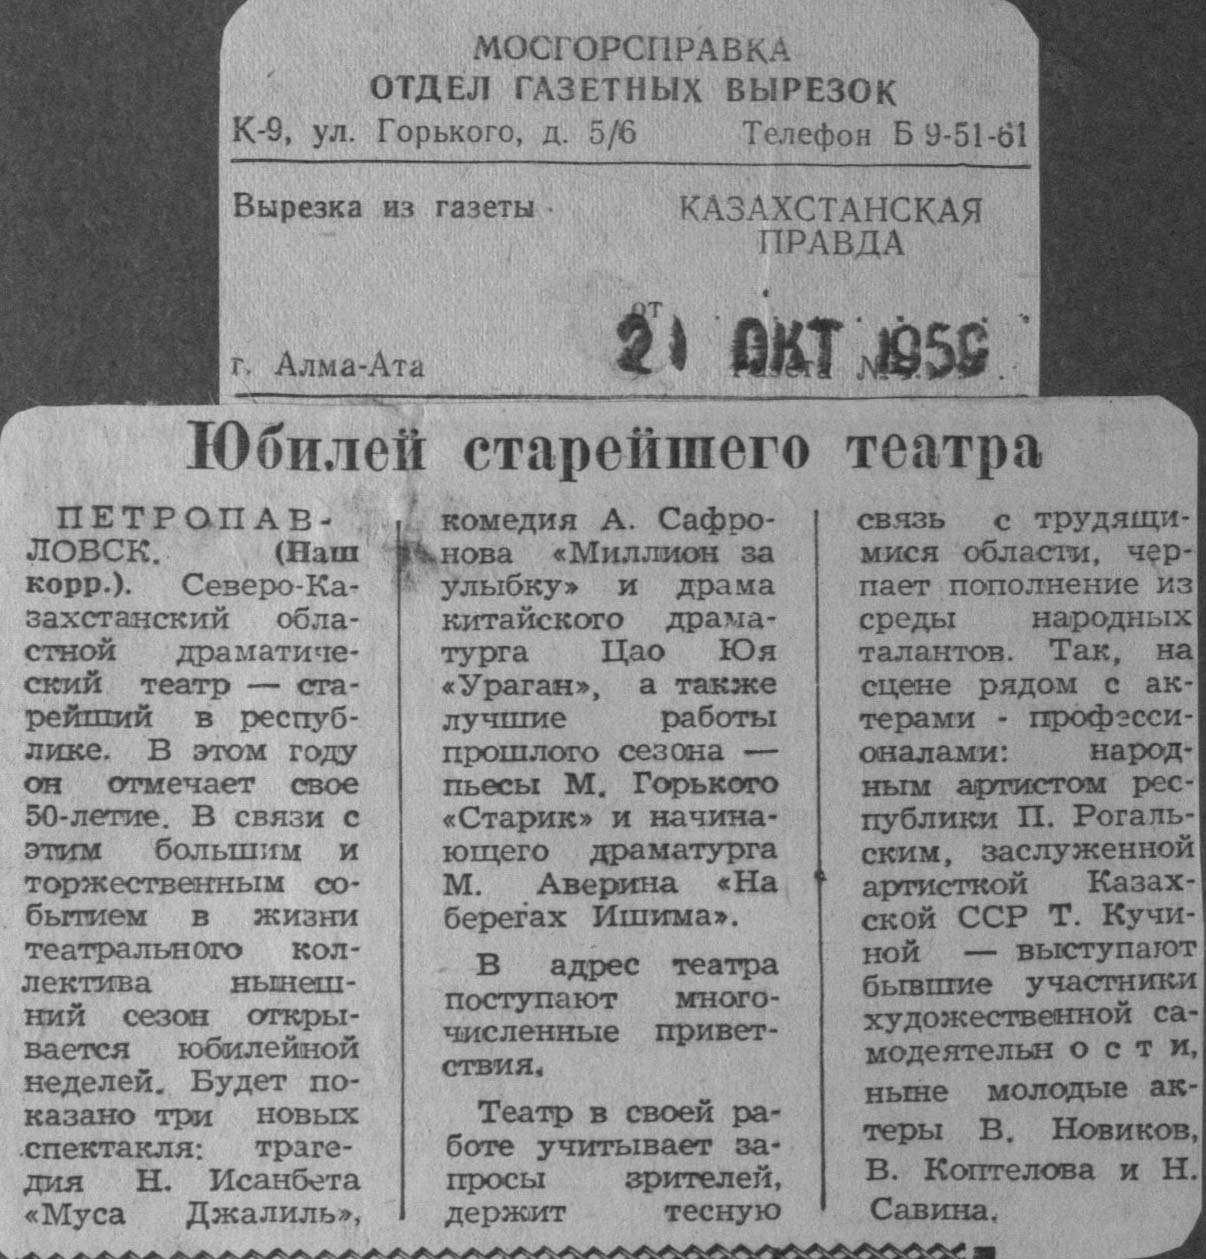 МОСГОРСПРАВКА
ОТДЕЛ ГАЗЕТНЫХ ВЫРЕЗОК
К-9, ул. Горького, д. 5/6 Телефон Б 9-51-61
Вырезка из газеты
КАЗАХСТАНСКАЯ
ПРАВДА
от
21 ОКТ 1959
г. Алма-Ата
Газета №
Юбилей старейшего театра
ПЕТРОПАВ-
ЛОВСК. (Наш
корр.). Северо-Ка-
захстанский обла-
стной драматиче-
ский театр — ста-
рейший в респуб-
лике. В этом году
он отмечает свое
50-летие. В связи с
этим большим и
торжественным со-
бытием в жизни
театрального кол-
лектива нынеш-
ний сезон откры-
вается юбилейной
неделей. Будет по-
казано три новых
спектакля: траге-
дия Н. Исанбета
«Муса Джалиль»,
комедия А. Сафро-
нова «Миллион за
улыбку» и драма
китайского драма-
турга Цао Юя
«Ураган», а также
лучшие работы
прошлого сезона —
пьесы М. Горького
«Старик» и начина-
ющего драматурга
М. Аверина «На
берегах Ишима».
В адрес театра
поступают много-
численные привет-
ствия.
Театр в своей ра-
боте учитывает за-
просы зрителей,
держит тесную
связь с трудящи-
мися области, чер-
пает пополнение из
среды народных
талантов. Так, на
сцене рядом с ак-
терами - професси-
оналами: народ-
ным артистом рес-
публики П. Рогаль-
ским, заслуженной
артисткой Казах-
ской ССР Т. Кучи-
ной — выступают
бывшие участники
художественной са-
модеятельности,
ныне молодые ак-
теры В. Новиков,
В. Коптелова и Н.
Савина.